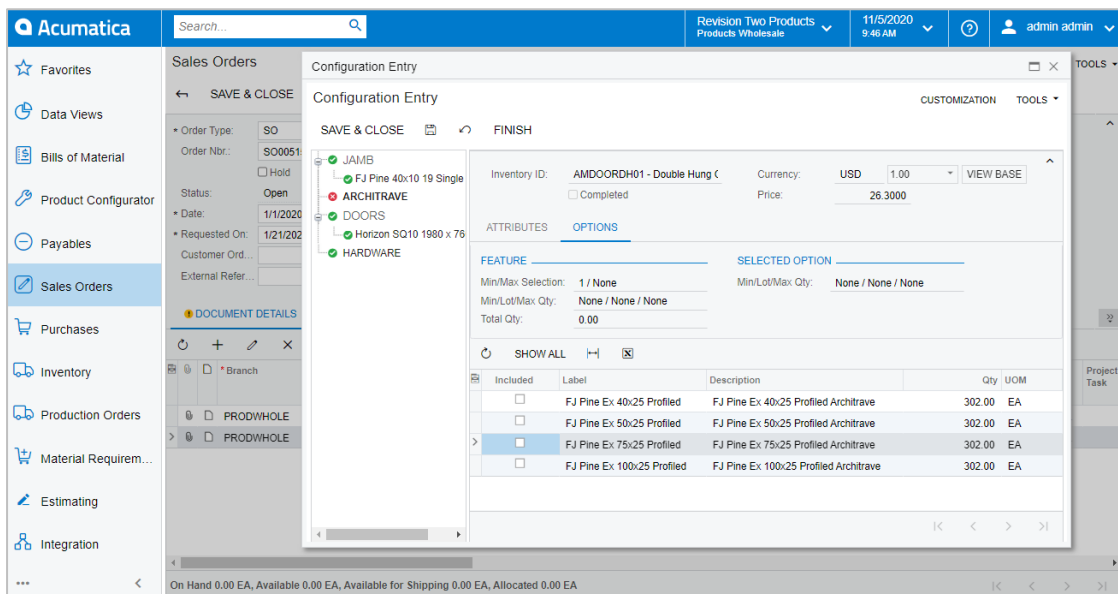 Acumatica
Search...
Revision Two Products
Products Wholesale
11/5/2020
9:46 AM
admin admin
Favorites
Data Views
Bills of Material
Product Configurator
Payables
Sales Orders
Purchases
Inventory
Production Orders
Material Requirem...
Estimating
Integration
Sales Orders
TOOLS
SAVE & CLOSE
* Order Type: SO
Order Nbr.: SO0051
Hold
Status: Open
* Date: 1/1/2020
* Requested On: 1/21/202
Customer Ord...
External Refer...
DOCUMENT DETAILS
* Branch
Project
Task
PRODWHOLE
PRODWHOLE
On Hand 0.00 EA, Available 0.00 EA, Available for Shipping 0.00 EA, Allocated 0.00 EA
Configuration Entry
Configuration Entry
CUSTOMIZATION TOOLS
SAVE & CLOSE FINISH
JAMB
FJ Pine 40x10 19 Single
ARCHITRAVE
DOORS
Horizon SQ10 1980 x 76
HARDWARE
Inventory ID: AMDOORDH01 - Double Hung Currency: USD 1.00 VIEW BASE
Completed Price: 26.3000
ATTRIBUTES OPTIONS
FEATURE SELECTED OPTION
Min/Max Selection: 1 / None Min/Lot/Max Qty: None / None / None
Min/Lot/Max Qty: None / None / None
Total Qty: 0.00
SHOW ALL
Included Label Description Qty UOM
FJ Pine Ex 40x25 Profiled FJ Pine Ex 40x25 Profiled Architrave 302.00 EA
FJ Pine Ex 50x25 Profiled FJ Pine Ex 50x25 Profiled Architrave 302.00 EA
FJ Pine Ex 75x25 Profiled FJ Pine Ex 75x25 Profiled Architrave 302.00 EA
FJ Pine Ex 100x25 Profiled FJ Pine Ex 100x25 Profiled Architrave 302.00 EA